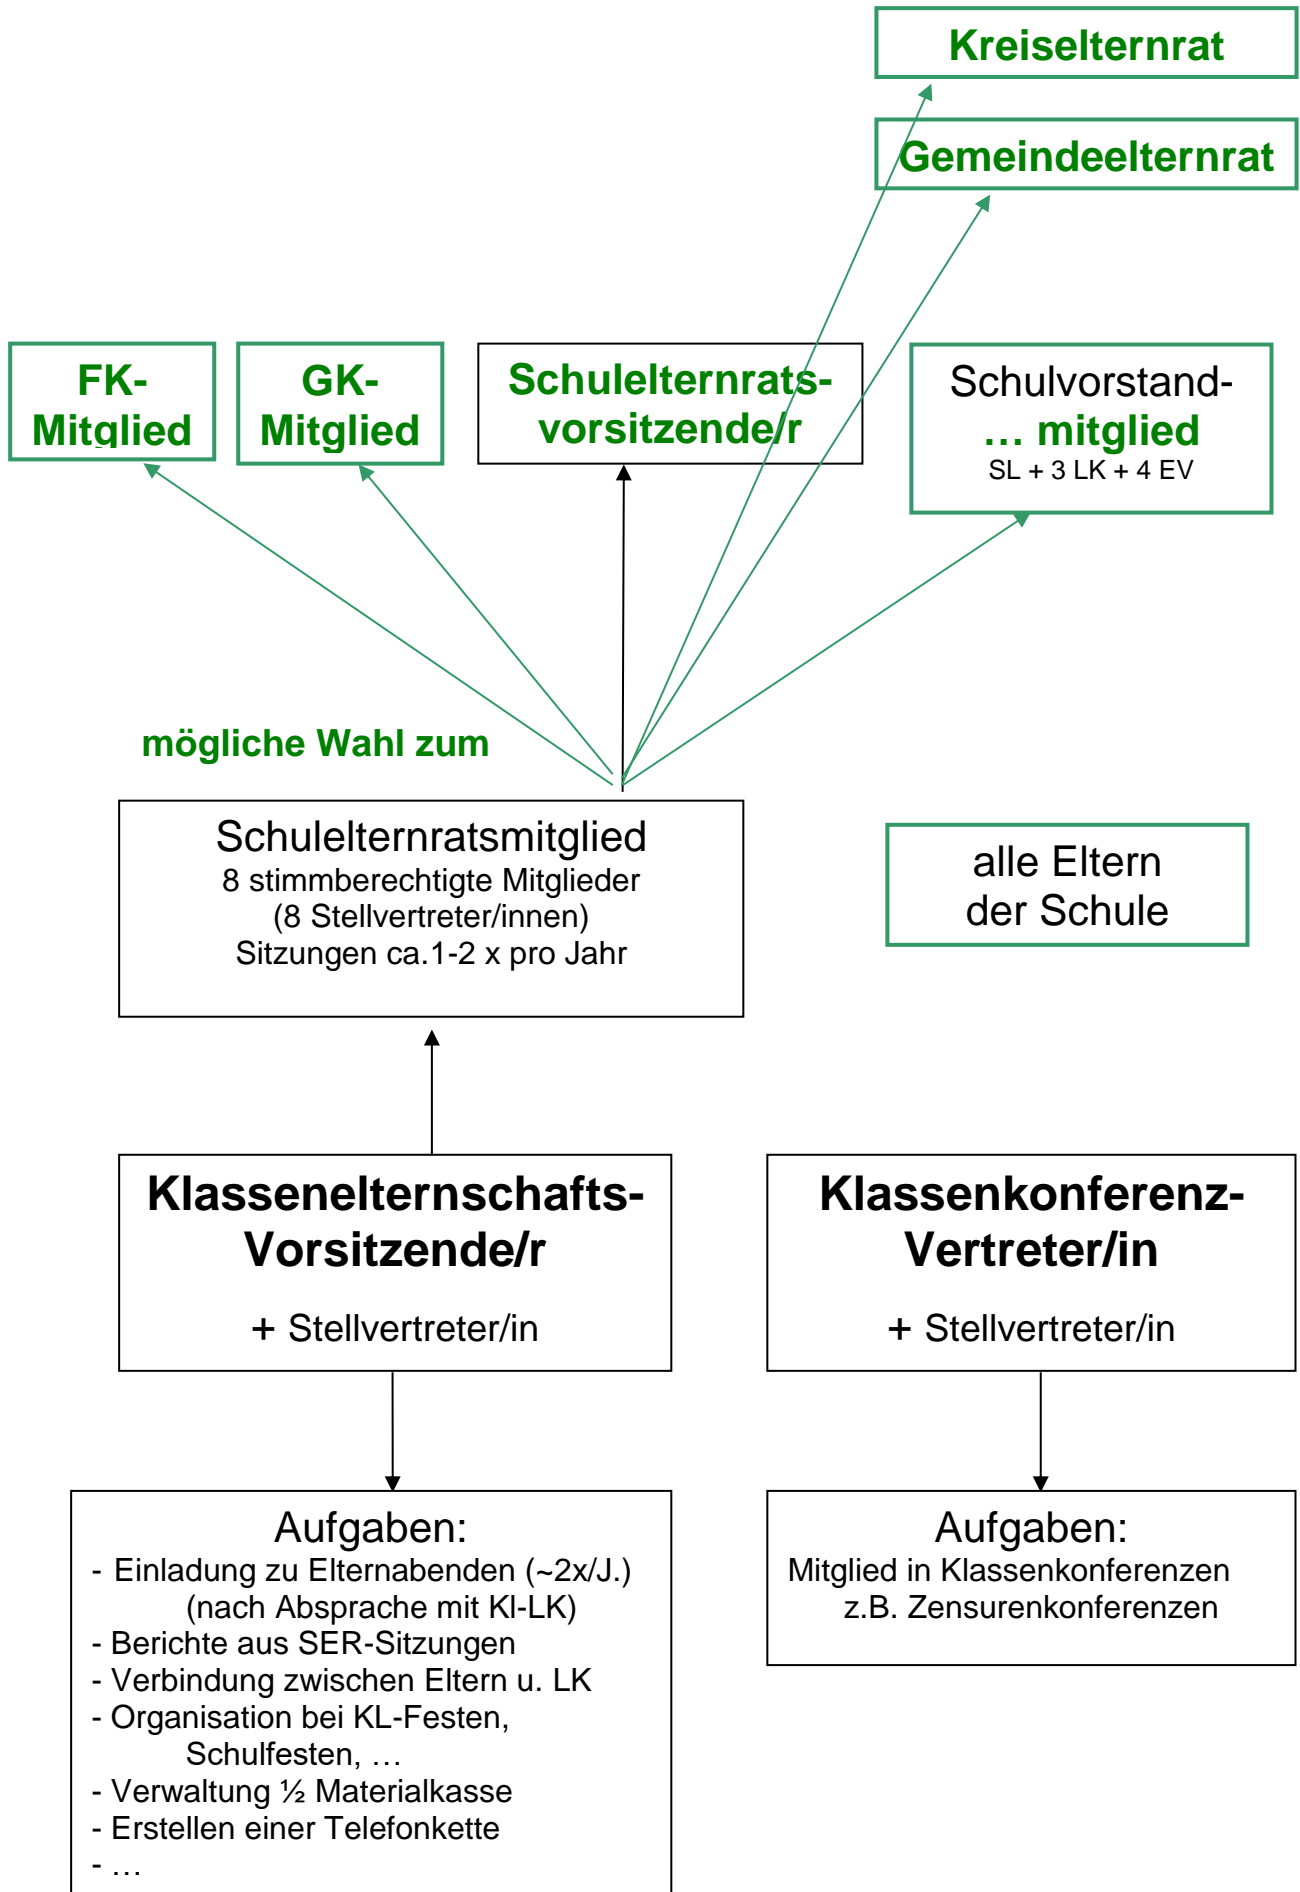 Kreiselternrat
Gemeindeelternrat
FK-
Mitglied
GK-
Mitglied
Schulelternrats-
vorsitzende/r
Schulvorstand-
… mitglied
SL + 3 LK + 4 EV
mögliche Wahl zum
Schulelternratsmitglied
8 stimmberechtigte Mitglieder
(8 Stellvertreter/innen)
Sitzungen ca.1-2 x pro Jahr
alle Eltern
der Schule
Klassenelternschafts-
Vorsitzende/r
+ Stellvertreter/in
Klassenkonferenz-
Vertreter/in
+ Stellvertreter/in
Aufgaben:
- Einladung zu Elternabenden (~2x/J.)
(nach Absprache mit Kl-LK)
- Berichte aus SER-Sitzungen
- Verbindung zwischen Eltern u. LK
- Organisation bei KL-Festen,
Schulfesten, …
- Verwaltung ½ Materialkasse
- Erstellen einer Telefonkette
- …
Aufgaben:
Mitglied in Klassenkonferenzen
z.B. Zensurenkonferenzen